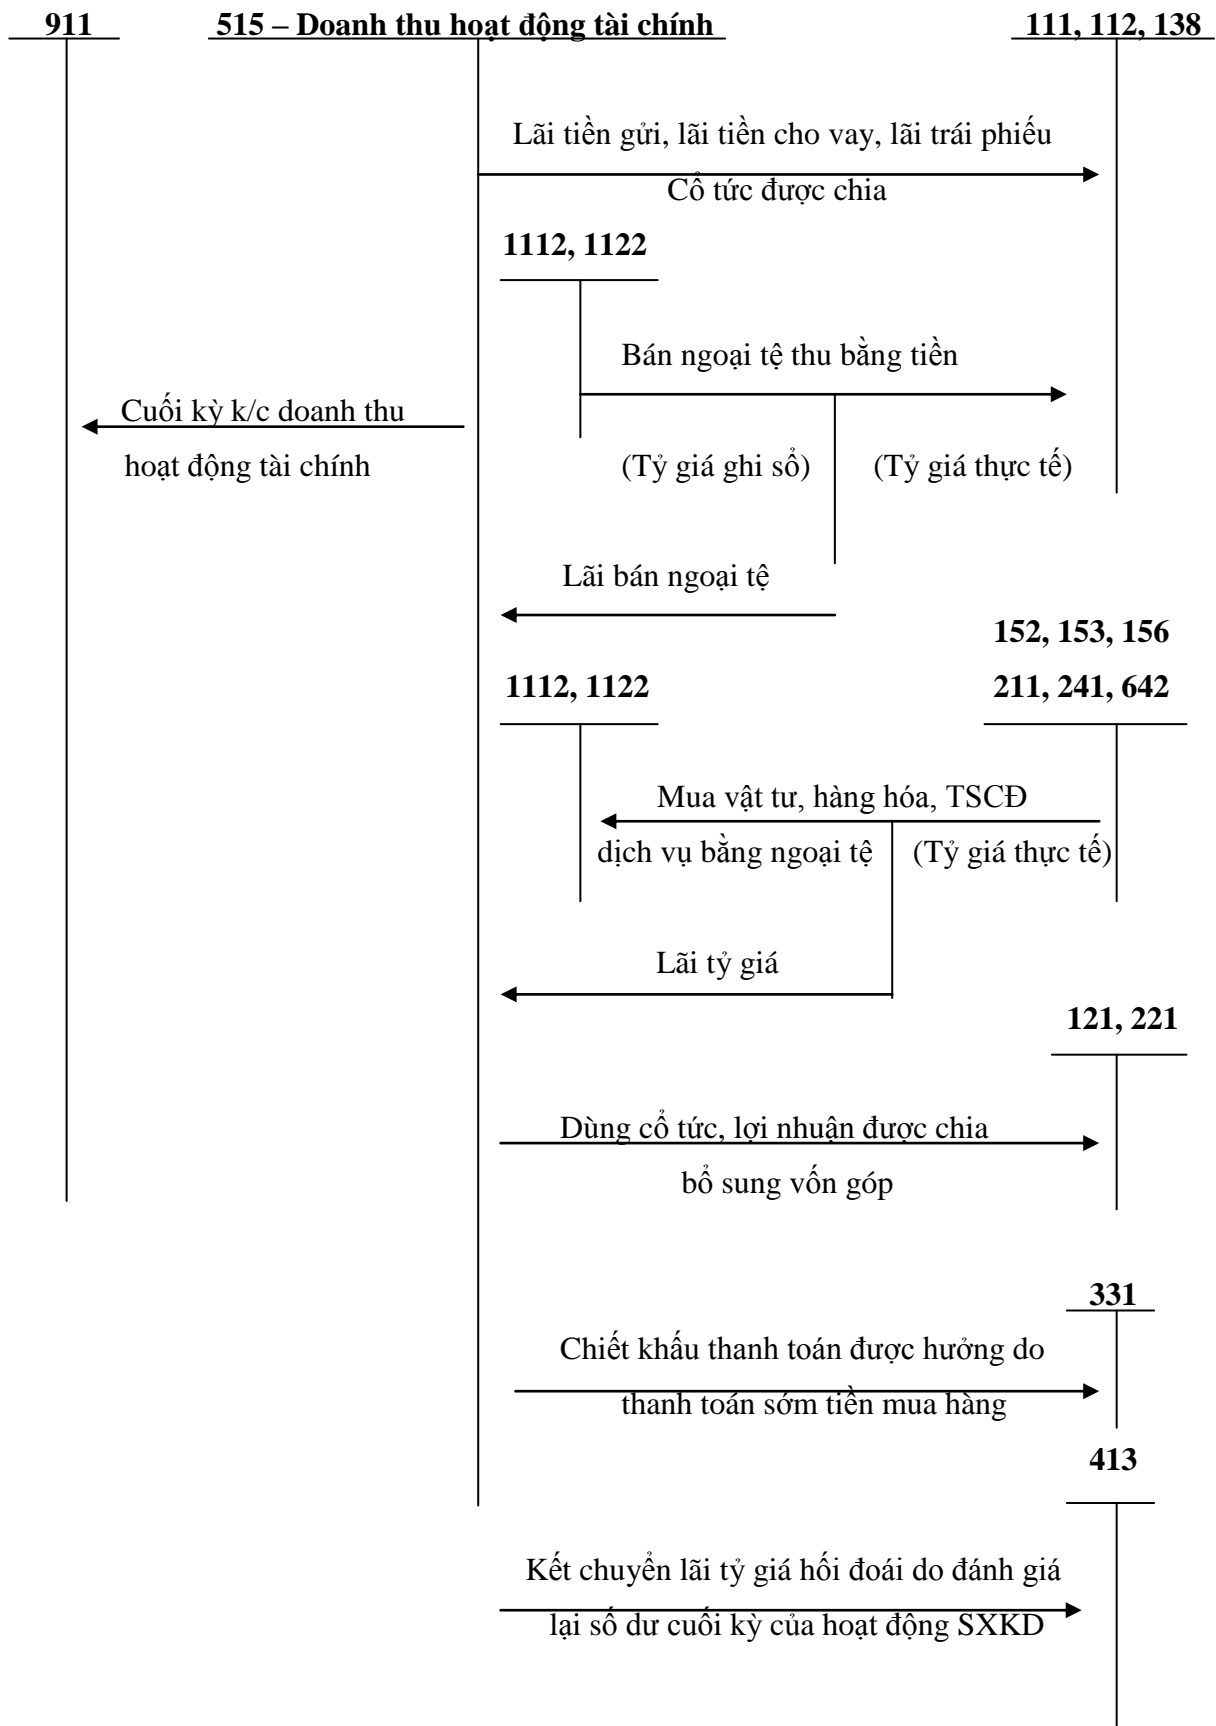 911 515 – Doanh thu hoạt động tài chính 111, 112, 138
Lãi tiền gửi, lãi tiền cho vay, lãi trái phiếu
Cổ tức được chia
1112, 1122
Bán ngoại tệ thu bằng tiền
Cuối kỳ k/c doanh thu
hoạt động tài chính (Tỷ giá ghi sổ) (Tỷ giá thực tế)
Lãi bán ngoại tệ
152, 153, 156
1112, 1122 211, 241, 642
Mua vật tư, hàng hóa, TSCĐ
dịch vụ bằng ngoại tệ (Tỷ giá thực tế)
Lãi tỷ giá
121, 221
Dùng cổ tức, lợi nhuận được chia
bổ sung vốn góp
331
Chiết khấu thanh toán được hưởng do
thanh toán sớm tiền mua hàng
413
Kết chuyển lãi tỷ giá hối đoái do đánh giá
lại số dư cuối kỳ của hoạt động SXKD